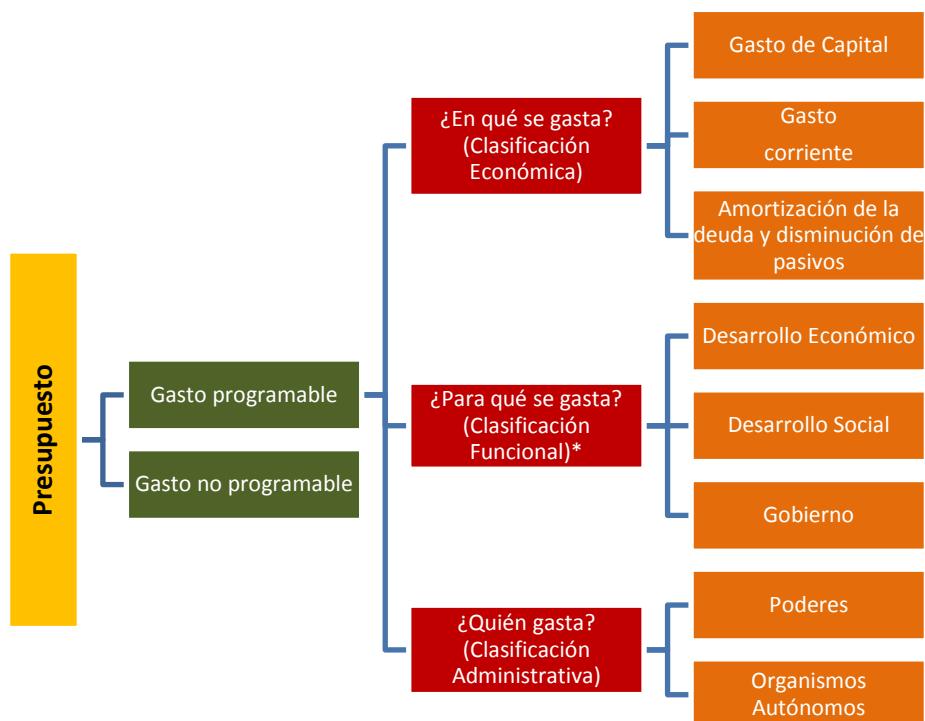 Presupuesto
Gasto programable
Gasto no programable
¿En qué se gasta?
(Clasificación
Económica)
Gasto de Capital
Gasto
corriente
Amortización de la
deuda y disminución de
pasivos
¿Para qué se gasta?
(Clasificación
Funcional)*
Desarrollo Económico
Desarrollo Social
Gobierno
¿Quién gasta?
(Clasificación
Administrativa)
Poderes
Organismos
Autónomos